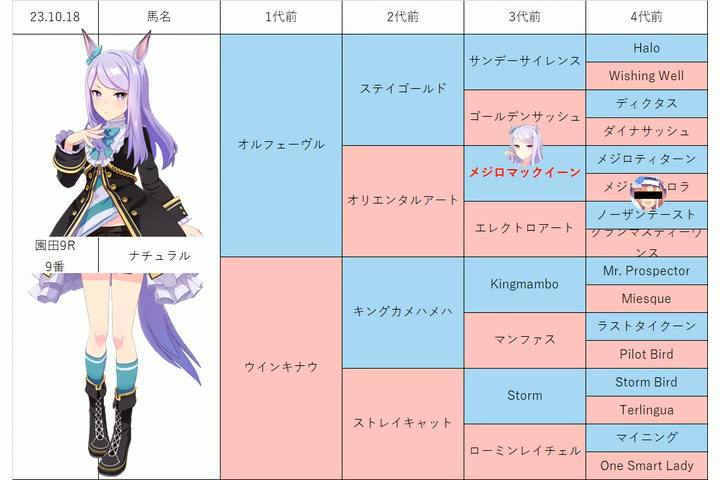 23.10.18 馬名 1代前 2代前 3代前 4代前
園田9R
9番
ナチュラル
オルフェーヴル
ウインキナウ
ステイゴールド
オリエンタルアート
キングカメハメハ
ストレイキャット
サンデーサイレンス
ゴールデンサッシュ
メジロマックイーン
エレクトロアート
Kingmambo
マンファス
Storm
ローミンレイチェル
Halo
Wishing Well
ディクタス
ダイナサッシュ
メジロティターン
メジ ロラ
ノーザンテースト
グランマスティーヴ
ンス
Mr. Prospector
Miesque
ラストタイクーン
Pilot Bird
Storm Bird
Terlingua
マイニング
One Smart Lady